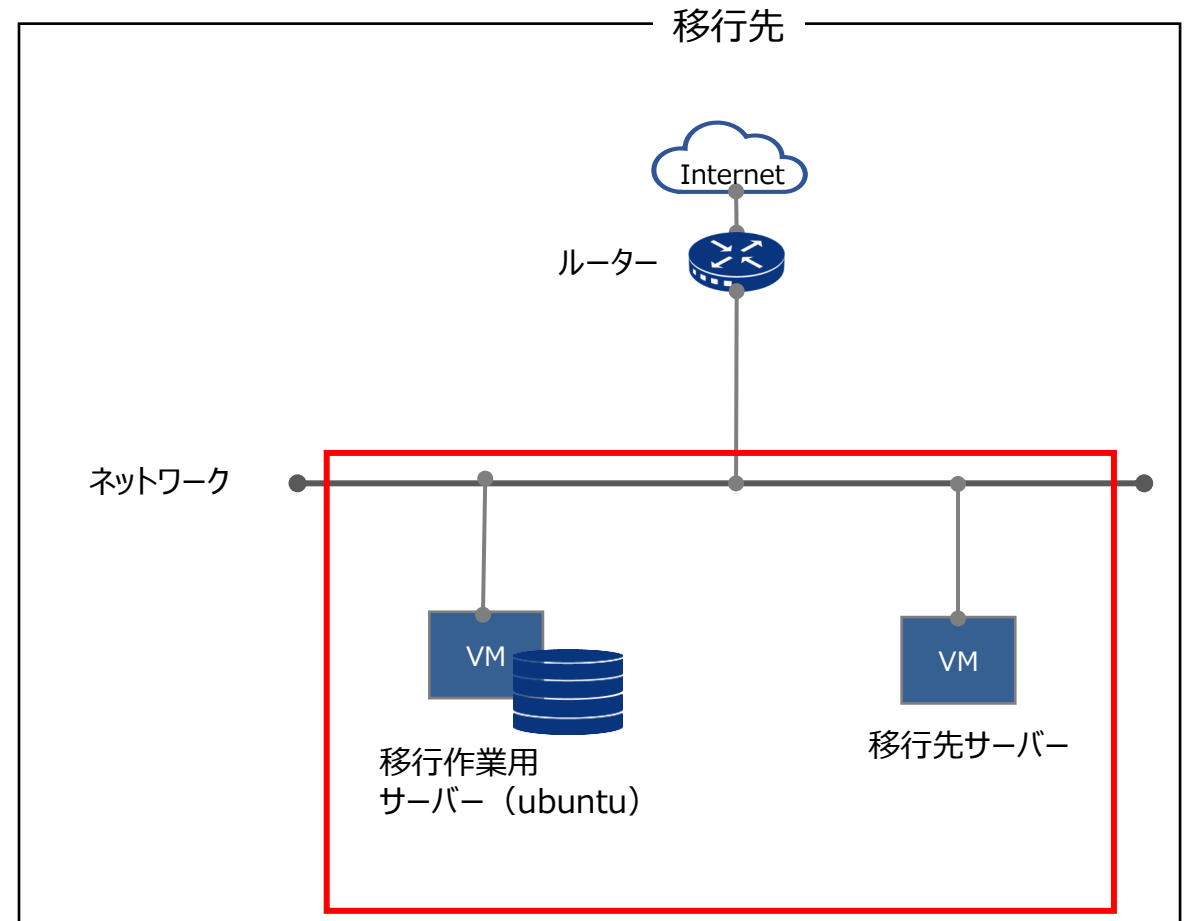 移行先
Internet
ルーター
ネットワーク
VM
VM
移行作業用
サーバー（ubuntu）
移行先サーバー